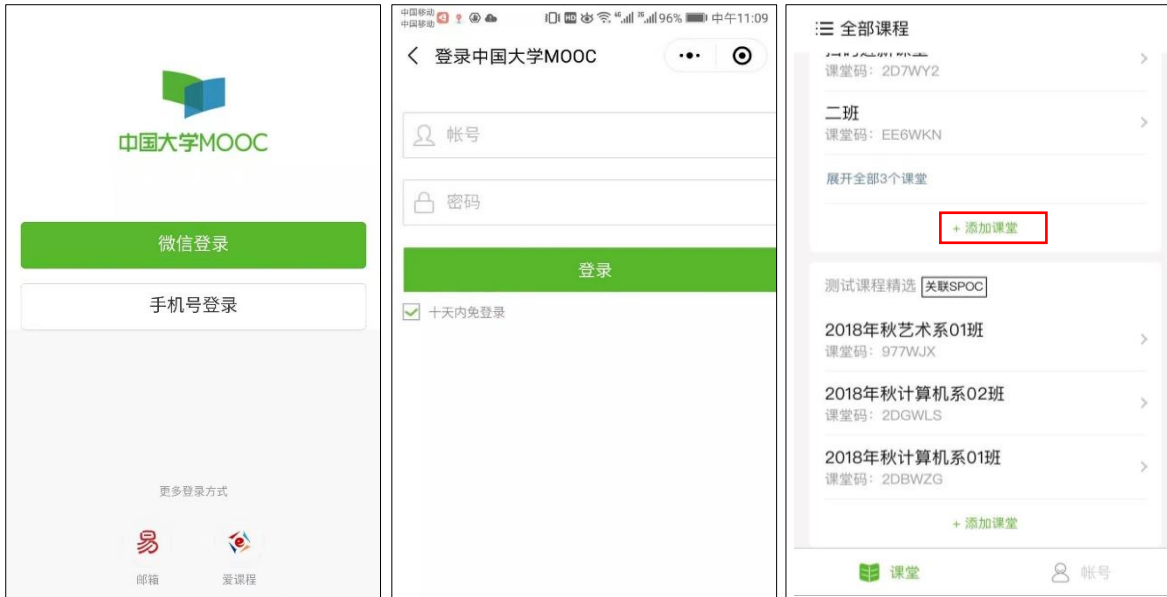 中国大学MOOC
微信登录
手机号登录
更多登录方式
易
邮箱
爱课程
中国移动
中国移动
96% 中午11:09
登录中国大学MOOC
帐号
密码
登录
十天内免登录
全部课程
课堂码：2D7WY2
二班
课堂码：EE6WKN
展开全部3个课堂
+ 添加课堂
测试课程精选 关联SPOC
2018年秋艺术系01班
课堂码：977WJX
2018年秋计算机系02班
课堂码：2DGWLS
2018年秋计算机系01班
课堂码：2DBWZG
+ 添加课堂
课堂
帐号